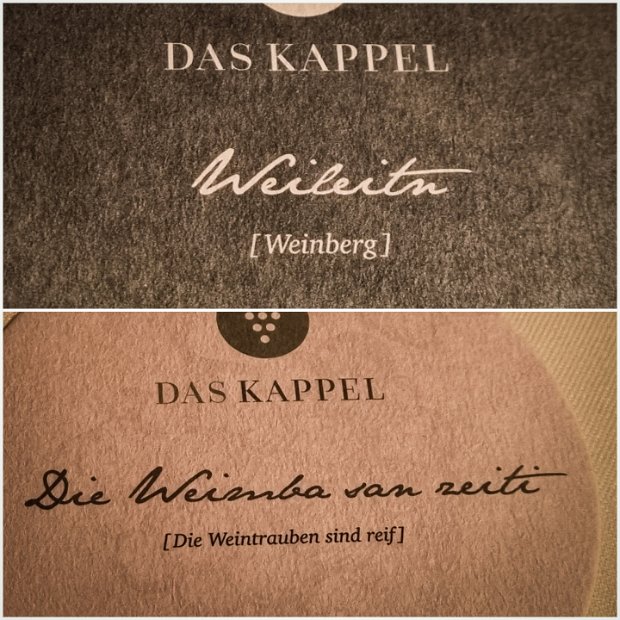 DAS KAPPEL
Weileitn
[Weinberg]
DAS KAPPEL
Die Weimba san zeiti
[Die Weintrauben sind reif]